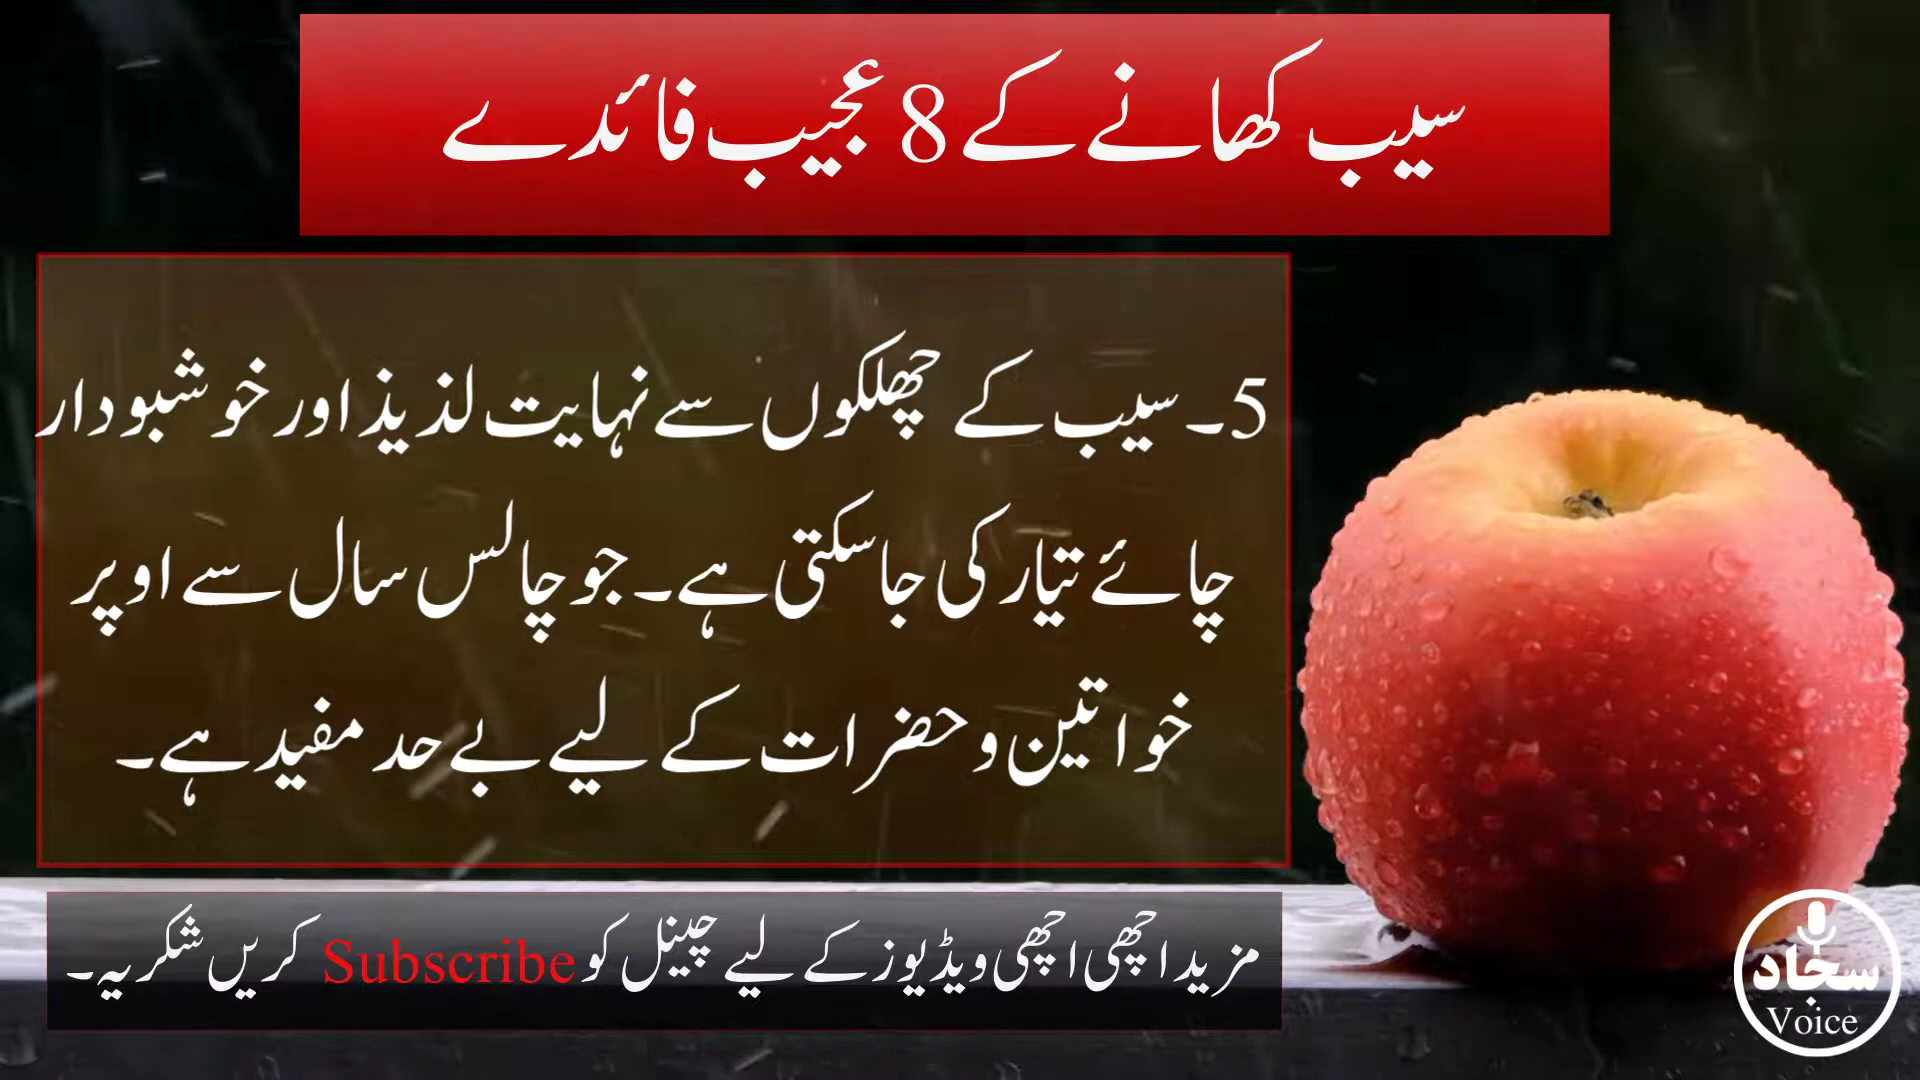 سیب کھانے کے 8 عجیب فائدے
5۔ سیب کے چھلکوں سے نہایت لذیذ اور خوشبودار
چائے تیار کی جا سکتی ہے۔ جو چالس سال سے اوپر
خواتین و حضرات کے لیے بے حد مفید ہے۔
مزید اچھی اچھی ویڈیوز کے لیے چینل کو Subscribe کریں شکریہ۔
سجاد
Voice